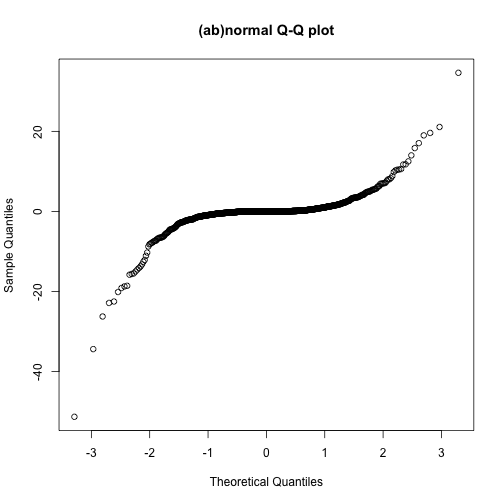 (ab)normal Q-Q plot
Sample Quantiles
20
0
-20
-40
-3 -2 -1 0 1 2 3
Theoretical Quantiles